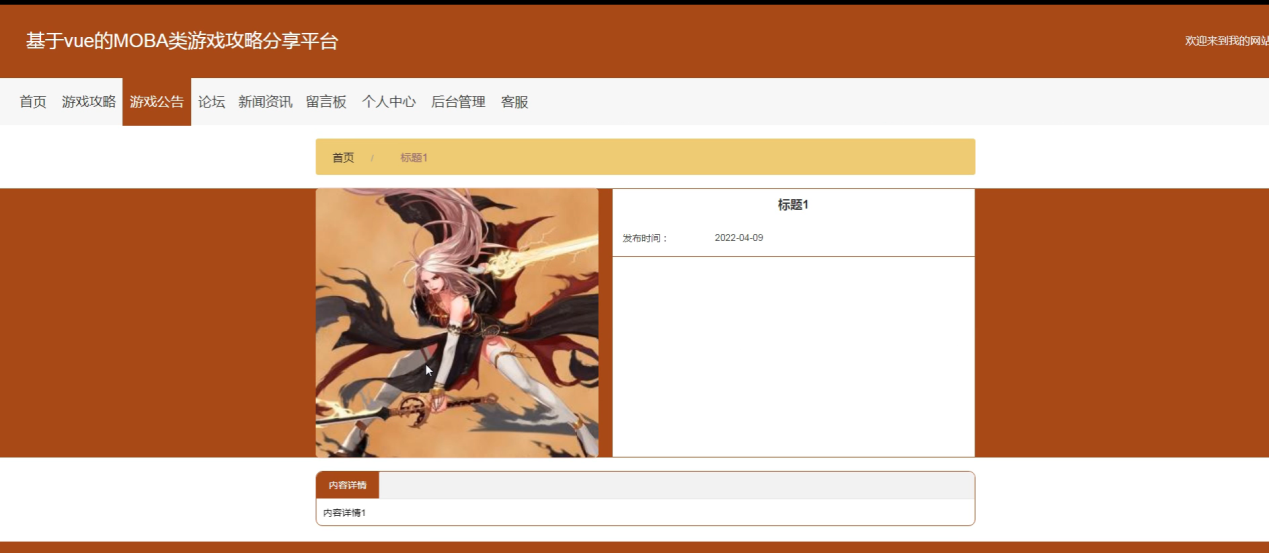 基于vue的MOBA类游戏攻略分享平台
欢迎来到我的网站
首页 游戏攻略 游戏公告 论坛 新闻资讯 留言板 个人中心 后台管理 客服
首页 / 标题1
标题1
发布时间： 2022-04-09
内容详情
内容详情1